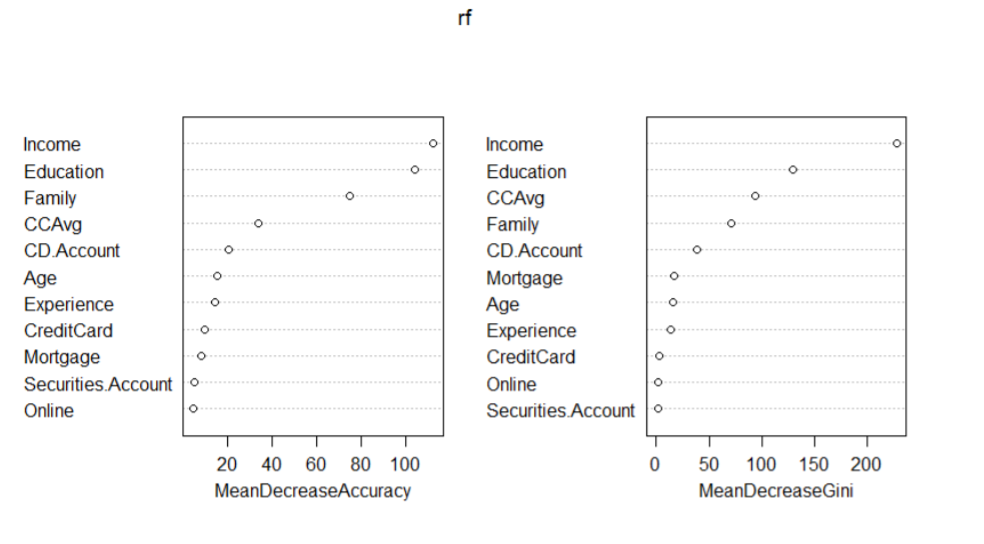 rf
Income
Education
Family
CCAvg
CD.Account
Age
Experience
CreditCard
Mortgage
Securities.Account
Online
20 40 60 80 100
MeanDecreaseAccuracy
Income
Education
CCAvg
Family
CD.Account
Mortgage
Age
Experience
CreditCard
Online
Securities.Account
0 50 100 150 200
MeanDecreaseGini